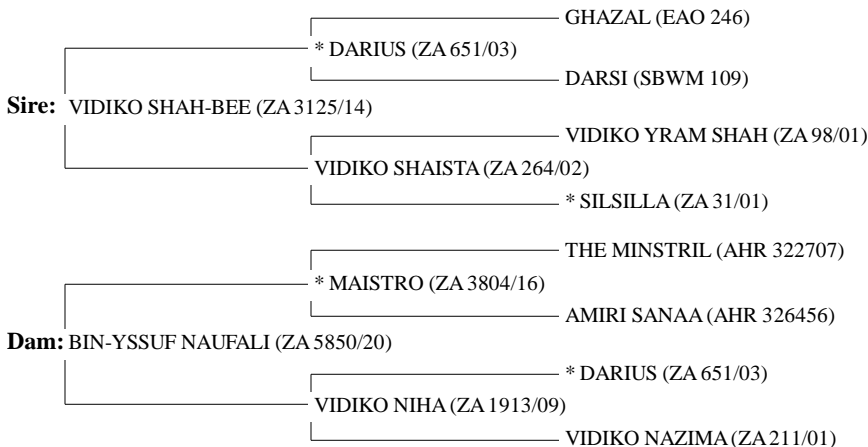 GHAZAL (EAO 246)
* DARIUS (ZA 651/03)
DARSI (SBWM 109)
Sire: VIDIKO SHAH-BEE (ZA 3125/14)
VIDIKO YRAM SHAH (ZA 98/01)
VIDIKO SHAISTA (ZA 264/02)
* SILSILLA (ZA 31/01)
THE MINSTRIL (AHR 322707)
* MAISTRO (ZA 3804/16)
AMIRI SANAA (AHR 326456)
Dam: BIN-YSSUF NAUFALI (ZA 5850/20)
* DARIUS (ZA 651/03)
VIDIKO NIHA (ZA 1913/09)
VIDIKO NAZIMA (ZA 211/01)